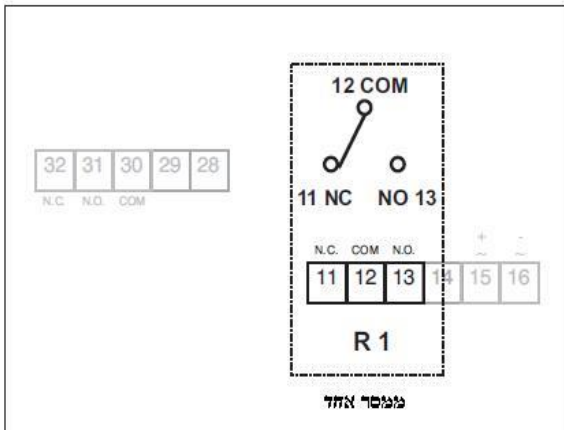 12 COM
11 NC NO 13
32 31 30 29 28
N.C. N.O. COM
N.C. COM N.O. + -
~ ~
11 12 13 14 15 16
R 1
ממסר אחד